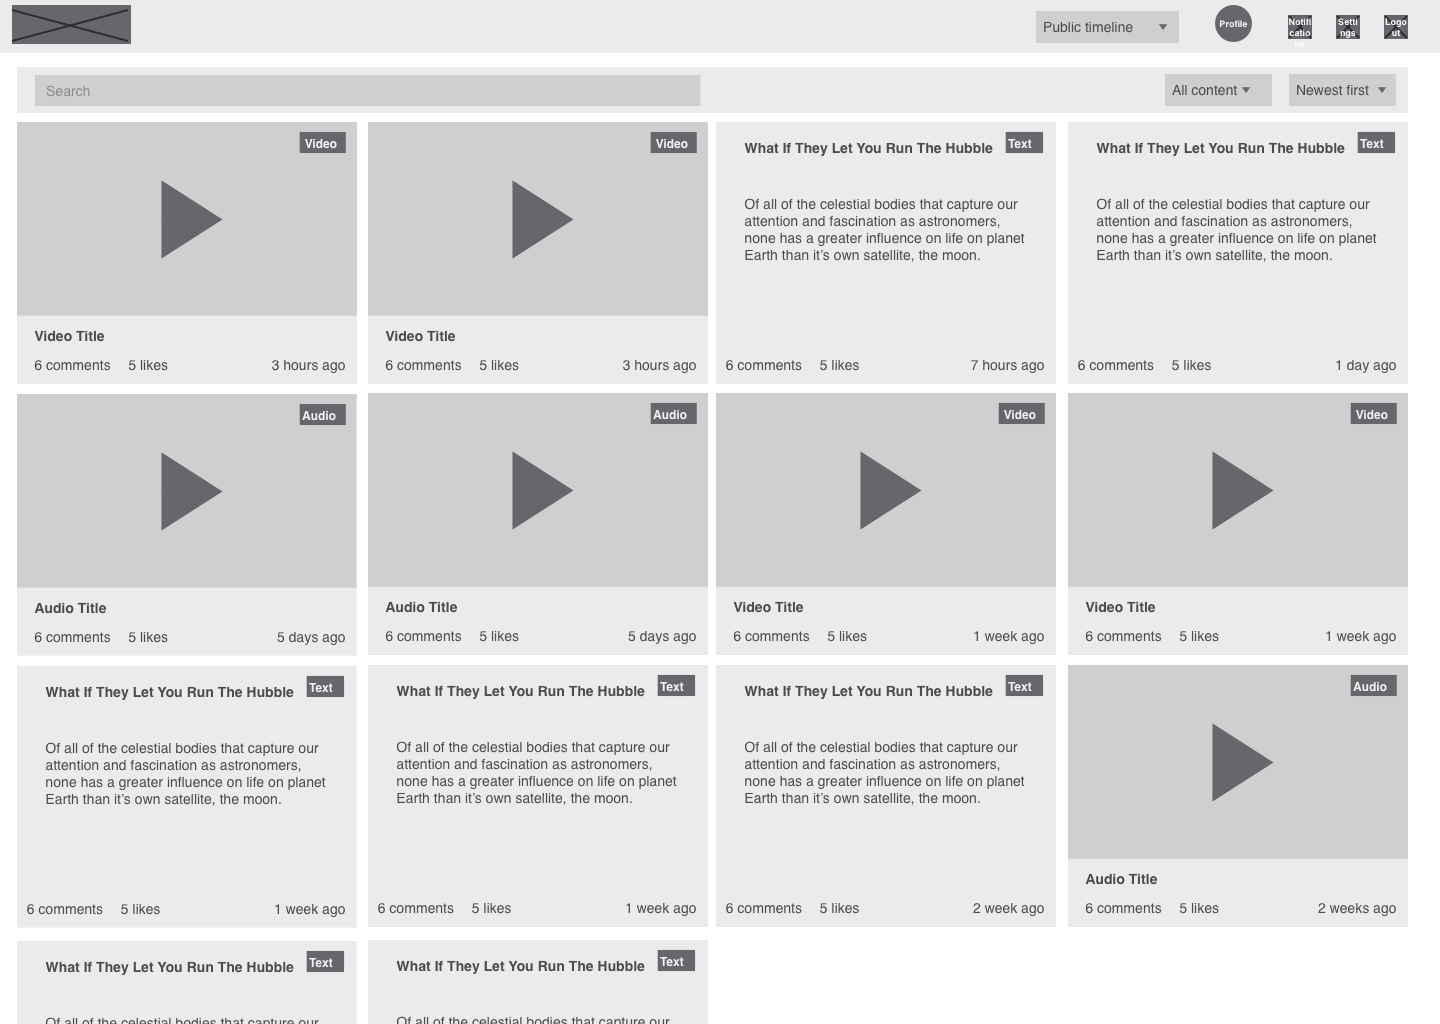 Public timeline
Profile
Notifi
catio
ns
Setti
ngs
Logo
ut
Search
All content
Newest first
Video
Video Title
6 comments 5 likes 3 hours ago
Video
Video Title
6 comments 5 likes 3 hours ago
What If They Let You Run The Hubble
Text
Of all of the celestial bodies that capture our
attention and fascination as astronomers,
none has a greater influence on life on planet
Earth than it’s own satellite, the moon.
6 comments 5 likes 7 hours ago
What If They Let You Run The Hubble
Text
Of all of the celestial bodies that capture our
attention and fascination as astronomers,
none has a greater influence on life on planet
Earth than it’s own satellite, the moon.
6 comments 5 likes 1 day ago
Audio
Audio Title
6 comments 5 likes 5 days ago
Audio
Audio Title
6 comments 5 likes 5 days ago
Video
Video Title
6 comments 5 likes 1 week ago
Video
Video Title
6 comments 5 likes 1 week ago
What If They Let You Run The Hubble
Text
Of all of the celestial bodies that capture our
attention and fascination as astronomers,
none has a greater influence on life on planet
Earth than it’s own satellite, the moon.
6 comments 5 likes 1 week ago
What If They Let You Run The Hubble
Text
Of all of the celestial bodies that capture our
attention and fascination as astronomers,
none has a greater influence on life on planet
Earth than it’s own satellite, the moon.
6 comments 5 likes 1 week ago
What If They Let You Run The Hubble
Text
Of all of the celestial bodies that capture our
attention and fascination as astronomers,
none has a greater influence on life on planet
Earth than it’s own satellite, the moon.
6 comments 5 likes 2 week ago
Audio
Audio Title
6 comments 5 likes 2 weeks ago
What If They Let You Run The Hubble
Text
Of all of the celestial bodies that capture our
What If They Let You Run The Hubble
Text
Of all of the celestial bodies that capture our